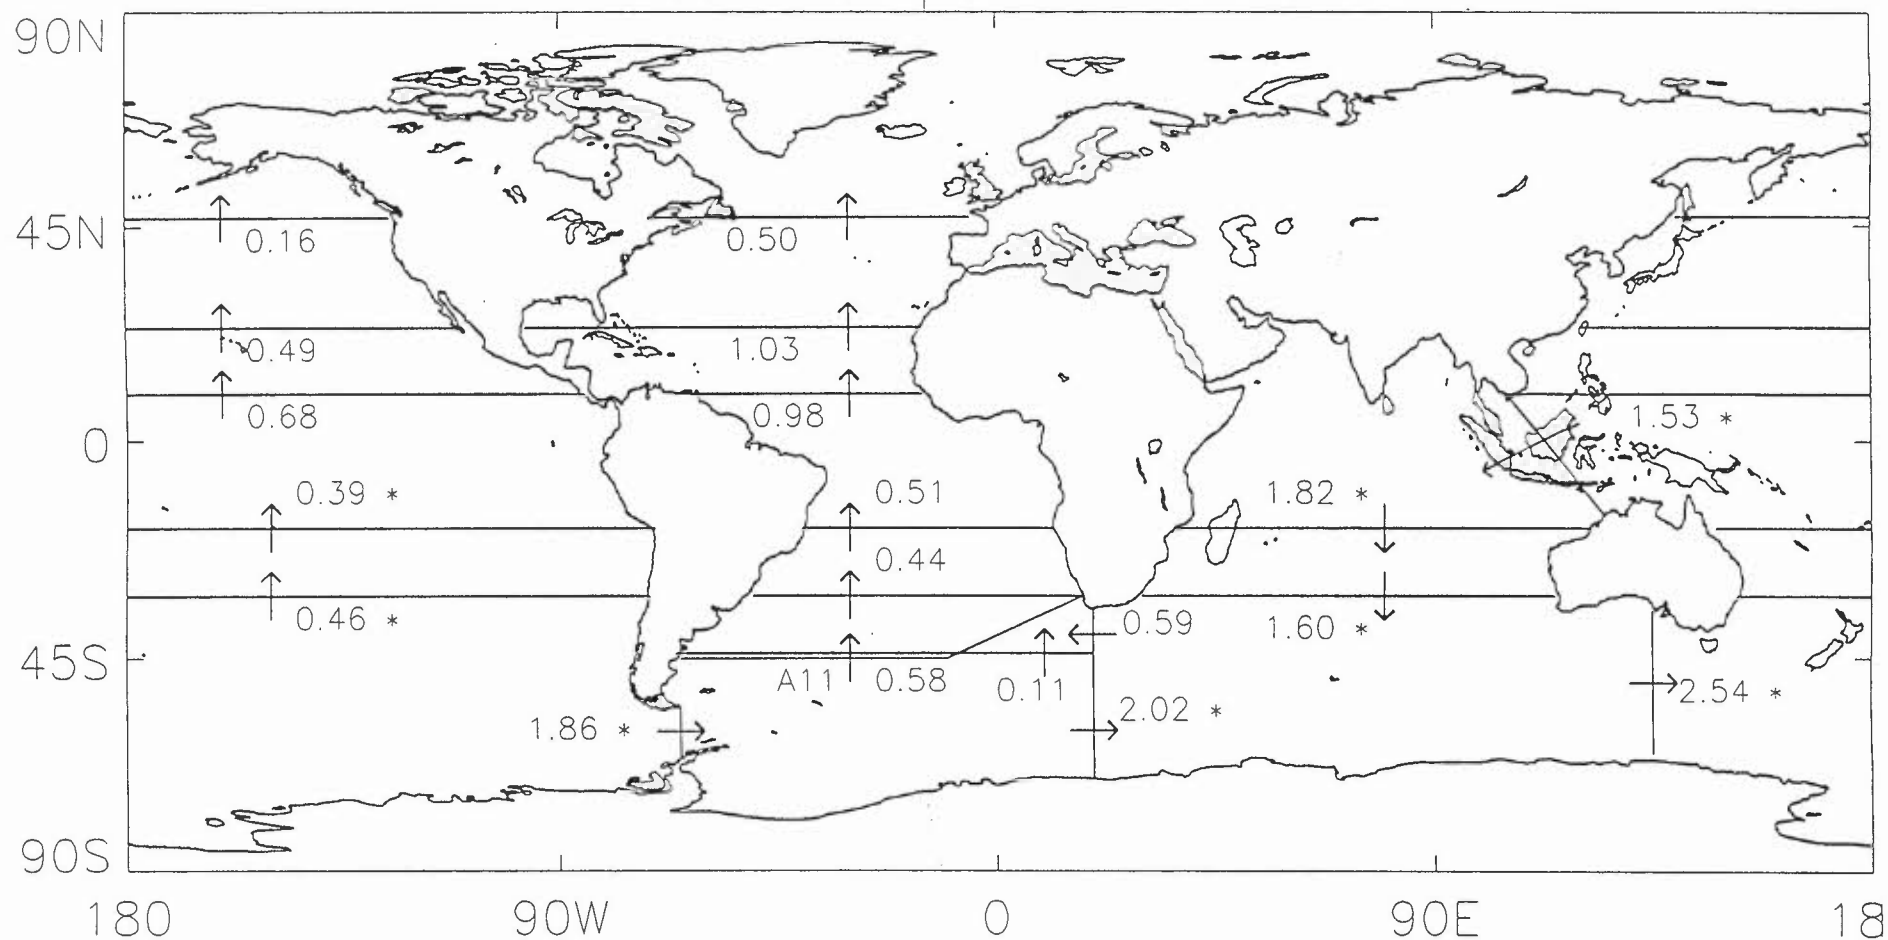 90N
45N
0.16 0.50
0.49 1.03
0.68 0.98 1.53 *
0
0.39 * 0.51 1.82 *
0.44
0.46 * 0.59 1.60 *
45S
A11 0.58 0.11 2.54 *
1.86 * 2.02 *
90S
180 90W 0 90E 18